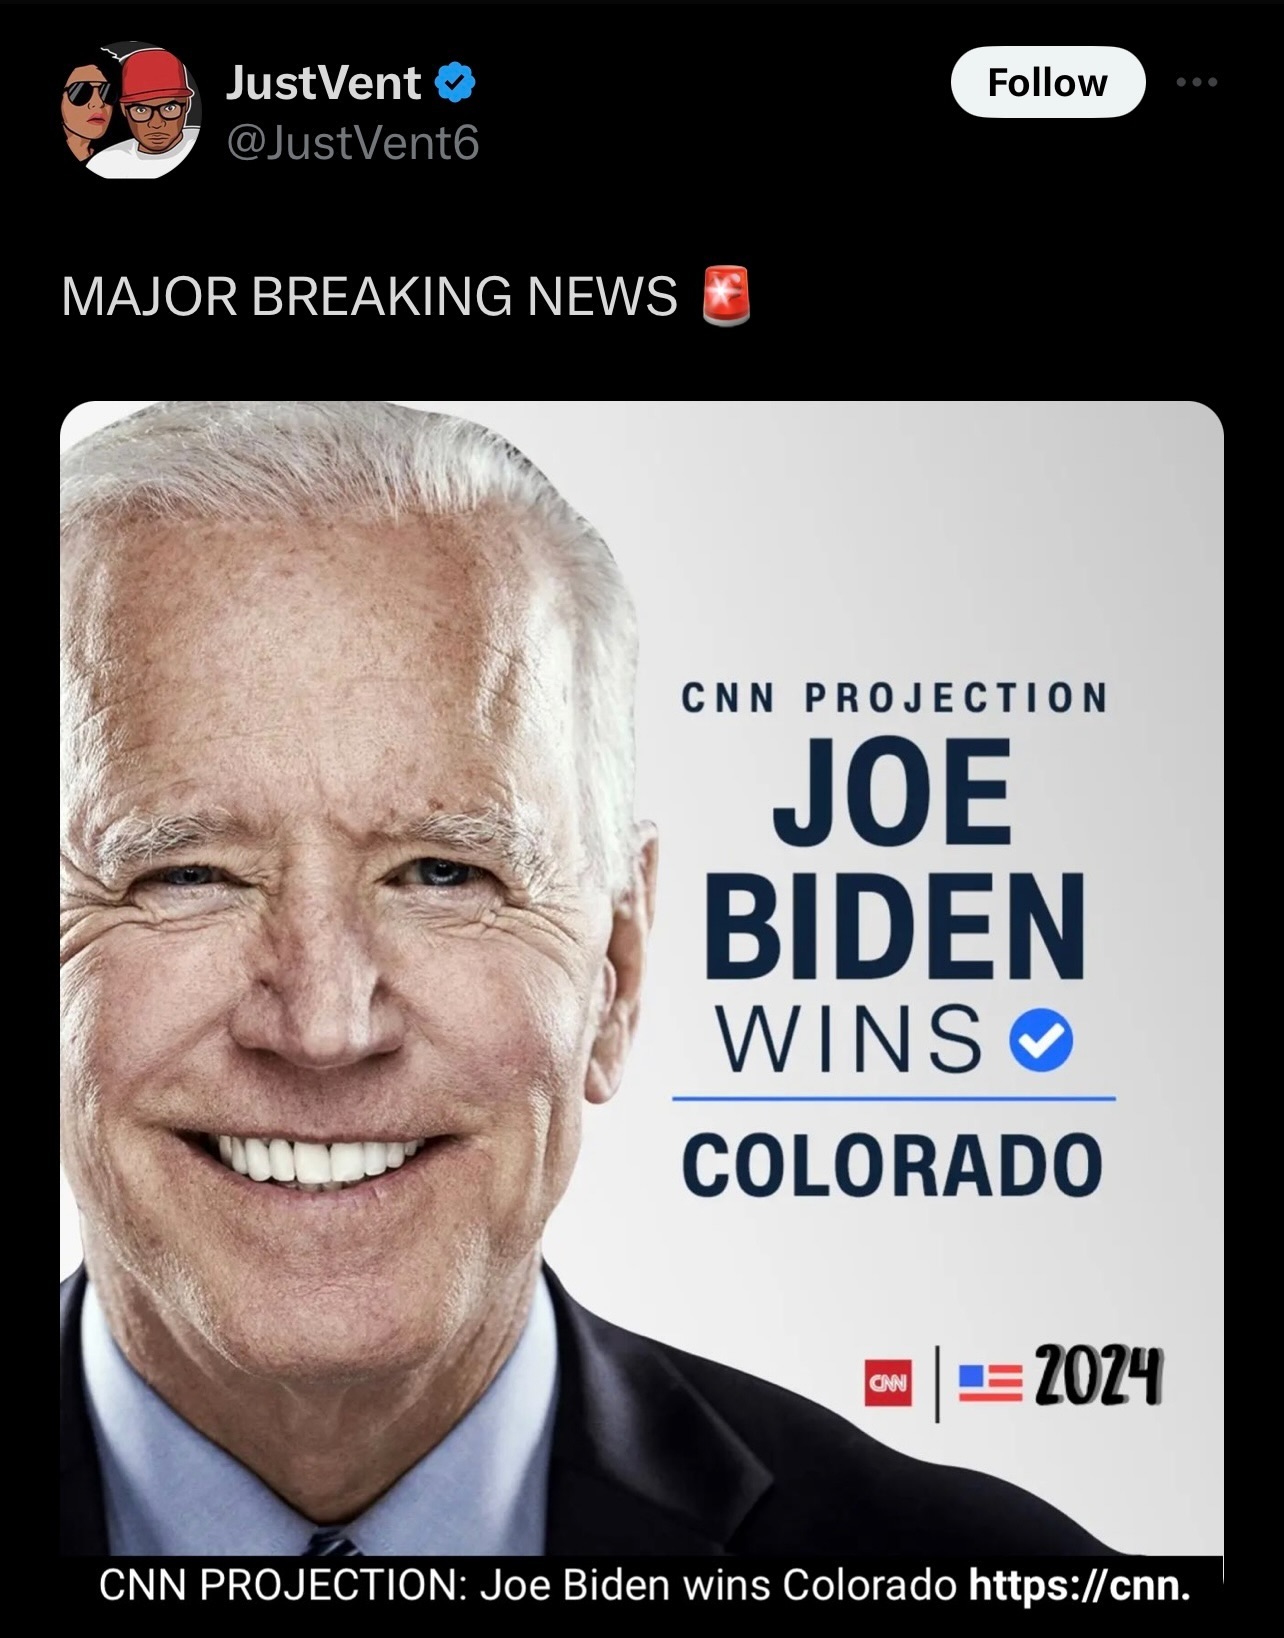 JustVent
@JustVent6
Follow
MAJOR BREAKING NEWS
CNN PROJECTION
JOE
BIDEN
WINS
COLORADO
CNN
2024
CNN PROJECTION: Joe Biden wins Colorado https://cnn.